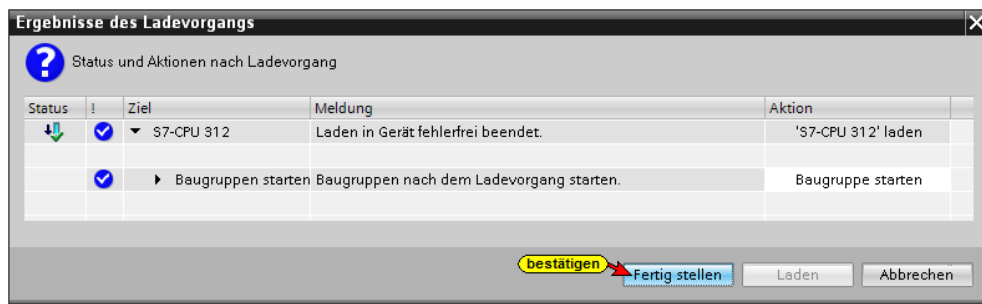 Ergebnisse des Ladevorgangs
Status und Aktionen nach Ladevorgang
Status ! Ziel Meldung Aktion
S7-CPU 312 Laden in Gerät fehlerfrei beendet. 'S7-CPU 312' laden
Baugruppen starten Baugruppen nach dem Ladevorgang starten. Baugruppe starten
bestätigen Fertig stellen Laden Abbrechen